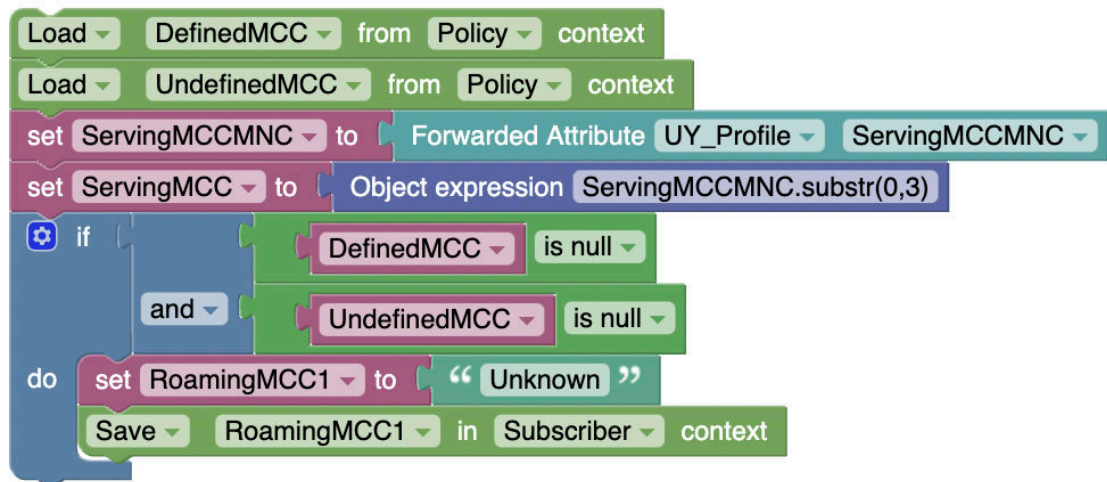 Load DefinedMCC from Policy context
Load UndefinedMCC from Policy context
set ServingMCCMNC to Forwarded Attribute UY_Profile ServingMCCMNC
set ServingMCC to Object expression ServingMCCMNC.substr(0,3)
if DefinedMCC is null
and UndefinedMCC is null
do set RoamingMCC1 to “ Unknown ”
Save RoamingMCC1 in Subscriber context